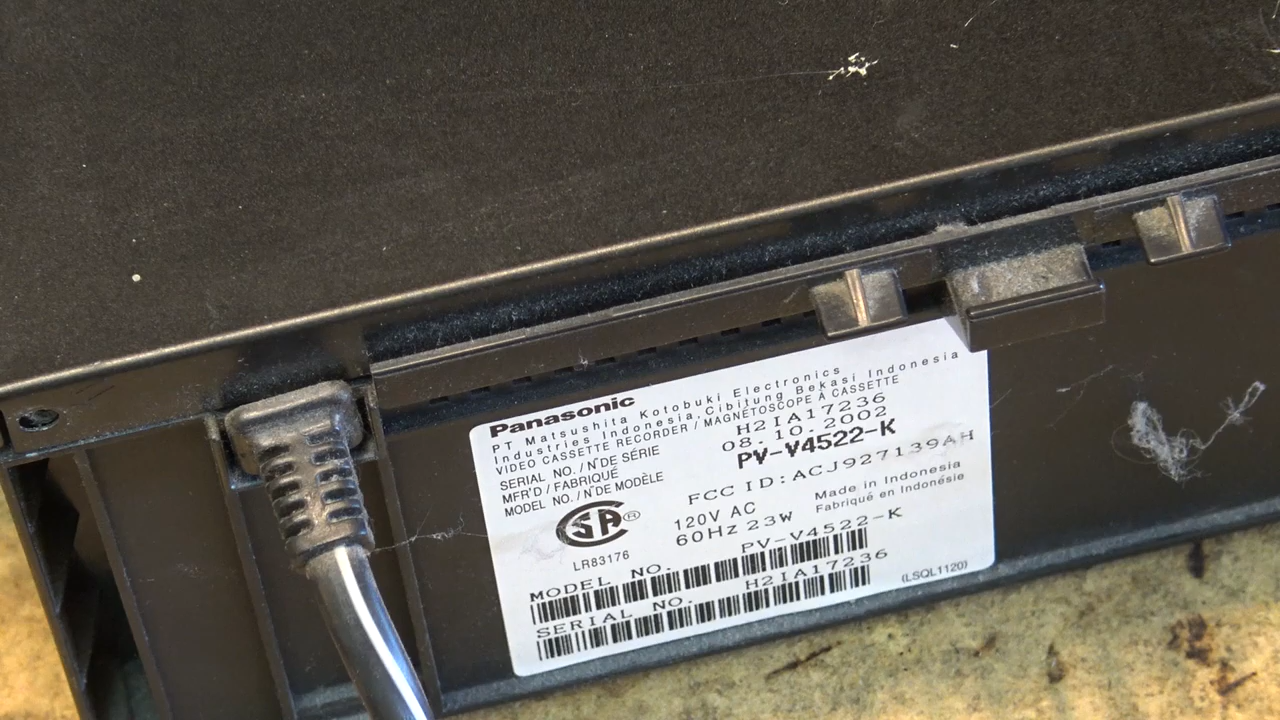 Panasonic
PT Matsushita Kotobuki Electronics
Industries Indonesia, Cibitung Bekasi Indonesia
VIDEO CASSETTE RECORDER / MAGNÉTOSCOPE À CASSETTE
SERIAL NO. / N° DE SÉRIE H2IA17236
MFR'D / FABRIQUÉ 08.10.2002
MODEL NO. / N° DE MODÈLE PV-V4522-K
FCC ID: ACJ927139AH
SA ®
LR83176
120V AC
60Hz 23W
Made in Indonesia
Fabriqué en Indonésie
MODEL NO. PV-V4522-K
SERIAL NO. H2IA17236
(LSQL1120)